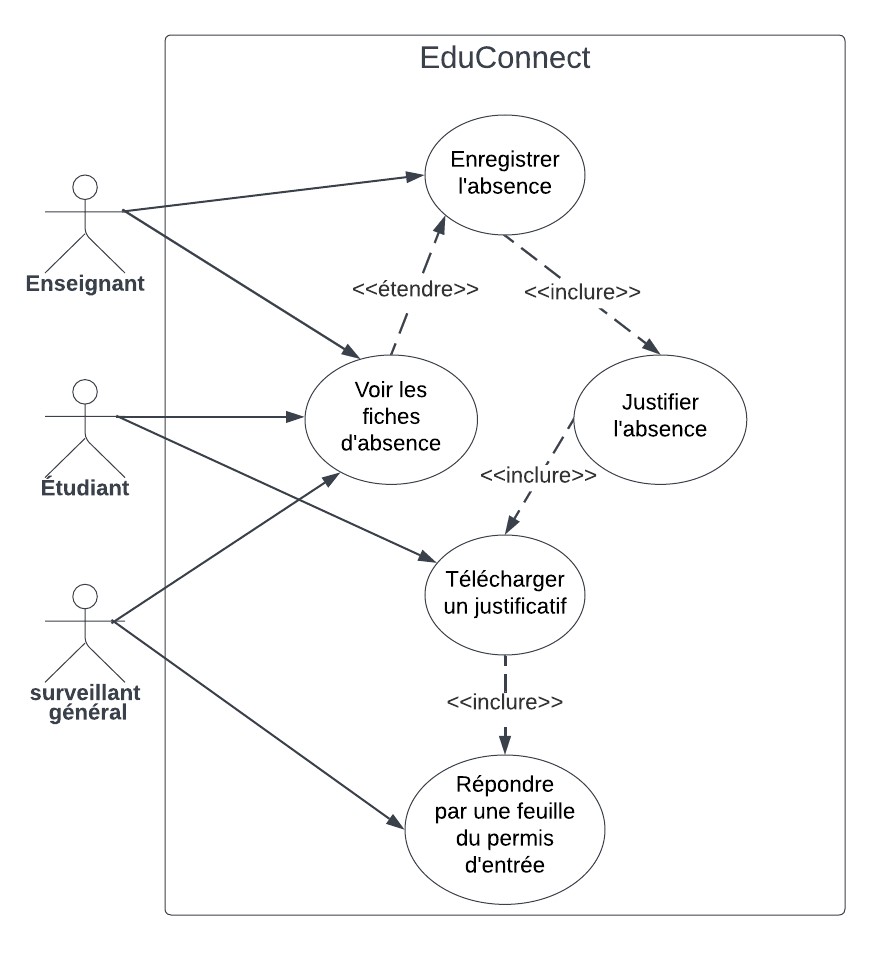 EduConnect
Enregistrer
l'absence
Enseignant
<<étendre>>
<<inclure>>
Voir les
fiches
d'absence
Justifier
l'absence
Étudiant
<<inclure>>
Télécharger
un justificatif
surveillant
général
<<inclure>>
Répondre
par une feuille
du permis
d'entrée